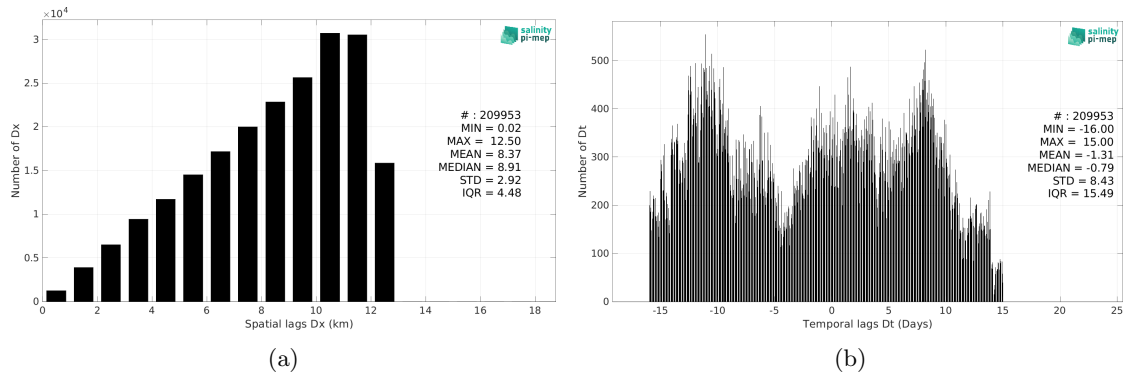 ×10⁴
3
2.5
2
1.5
1
0.5
0
Number of Dx
0 2 4 6 8 10 12 14 16 18
Spatial lags Dx (km)
salinity
pi-mep
# : 209953
MIN = 0.02
MAX = 12.50
MEAN = 8.37
MEDIAN = 8.91
STD = 2.92
IQR = 4.48
(a)
500
400
300
200
100
0
Number of Dt
-15 -10 -5 0 5 10 15 20 25
Temporal lags Dt (Days)
salinity
pi-mep
# : 209953
MIN = -16.00
MAX = 15.00
MEAN = -1.31
MEDIAN = -0.79
STD = 8.43
IQR = 15.49
(b)